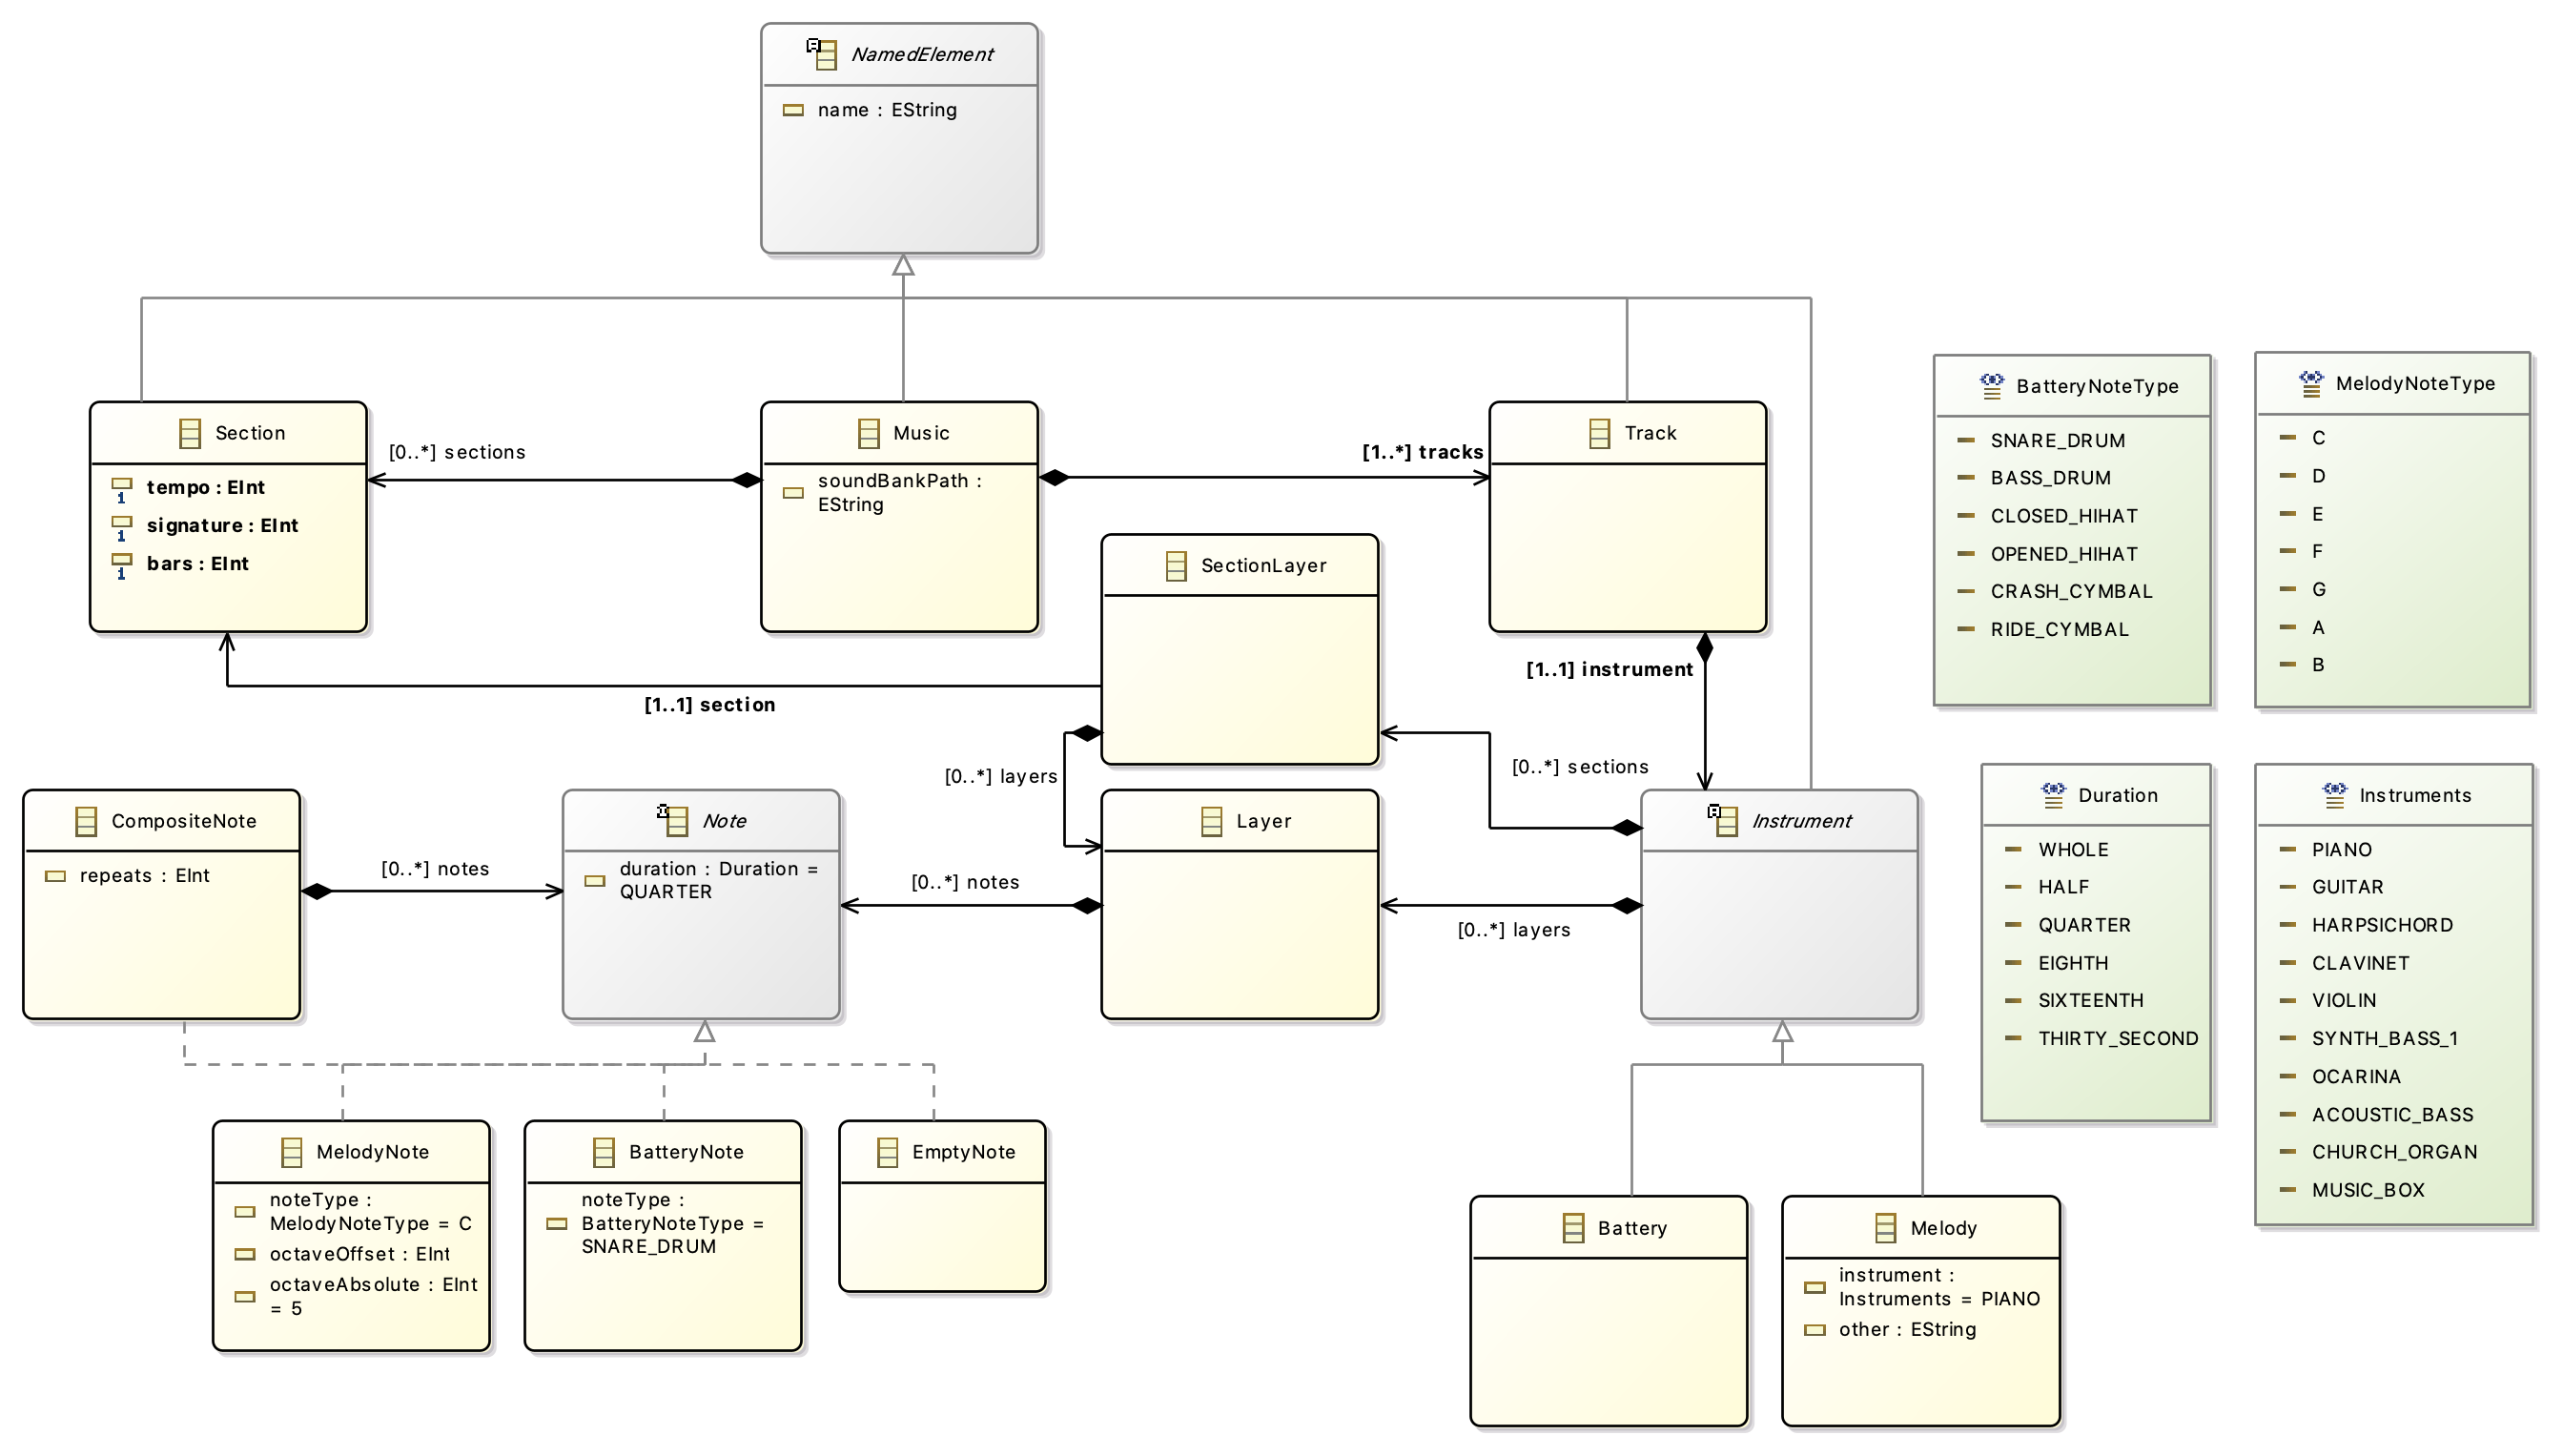 NamedElement
name : EString
Section
tempo : EInt
signature : EInt
bars : EInt
[0..*] sections
Music
soundBankPath :
EString
[1..*] tracks
Track
SectionLayer
[1..1] section
[1..1] instrument
[0..*] layers
[0..*] sections
CompositeNote
repeats : EInt
[0..*] notes
Note
duration : Duration =
QUARTER
[0..*] notes
Layer
[0..*] layers
Instrument
MelodyNote
noteType :
MelodyNoteType = C
octaveOffset : EInt
octaveAbsolute : EInt
= 5
BatteryNote
noteType :
BatteryNoteType =
SNARE_DRUM
EmptyNote
Battery
Melody
instrument :
Instruments = PIANO
other : EString
BatteryNoteType
SNARE_DRUM
BASS_DRUM
CLOSED_HIHAT
OPENED_HIHAT
CRASH_CYMBAL
RIDE_CYMBAL
MelodyNoteType
C
D
E
F
G
A
B
Duration
WHOLE
HALF
QUARTER
EIGHTH
SIXTEENTH
THIRTY_SECOND
Instruments
PIANO
GUITAR
HARPSICHORD
CLAVINET
VIOLIN
SYNTH_BASS_1
OCARINA
ACOUSTIC_BASS
CHURCH_ORGAN
MUSIC_BOX